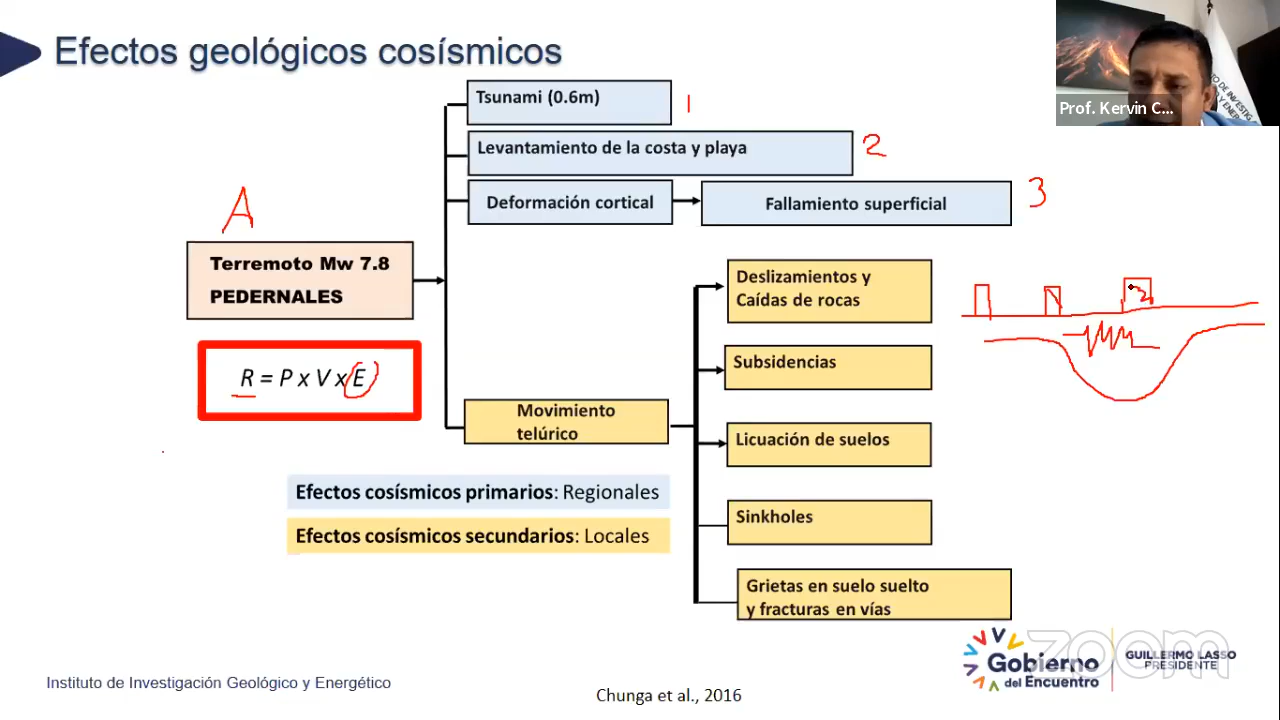 Efectos geológicos cosísmicos
Prof. Kervin C...
Tsunami (0.6m)
1
Levantamiento de la costa y playa
2
Deformación cortical
Fallamiento superficial
3
A
Terremoto Mw 7.8
PEDERNALES
R = P x V x E
Deslizamientos y
Caídas de rocas
Subsidencias
Movimiento
telúrico
Licuación de suelos
Efectos cosísmicos primarios: Regionales
Sinkholes
Efectos cosísmicos secundarios: Locales
Grietas en suelo suelto
y fracturas en vías
zoom
Gobierno
del Encuentro
GUILLERMO LASSO
PRESIDENTE
Instituto de Investigación Geológico y Energético
Chunga et al., 2016